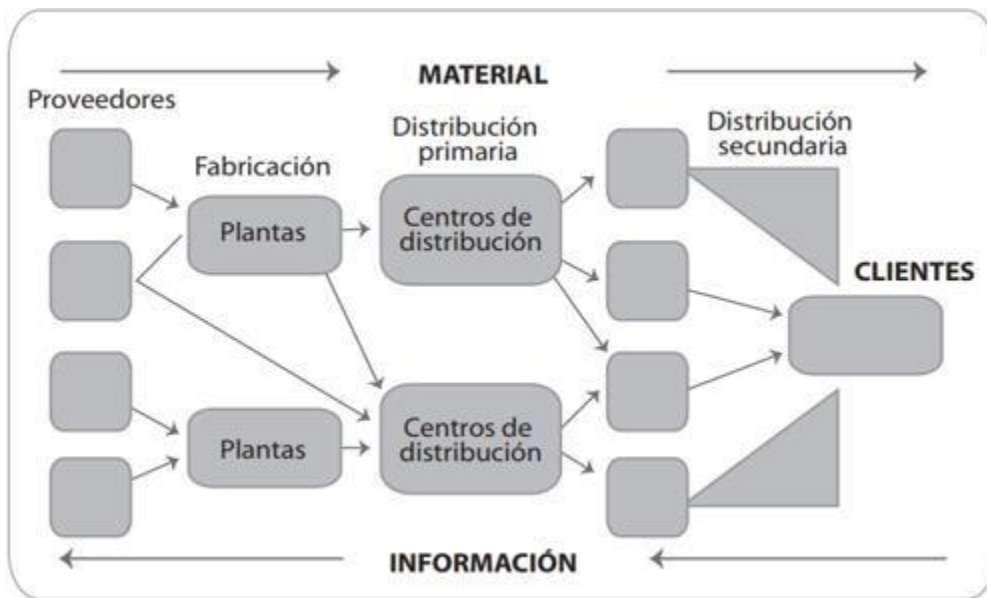 MATERIAL
Proveedores
Distribución
primaria
Distribución
secundaria
Fabricación
Plantas
Centros de
distribución
CLIENTES
Plantas
Centros de
distribución
INFORMACIÓN